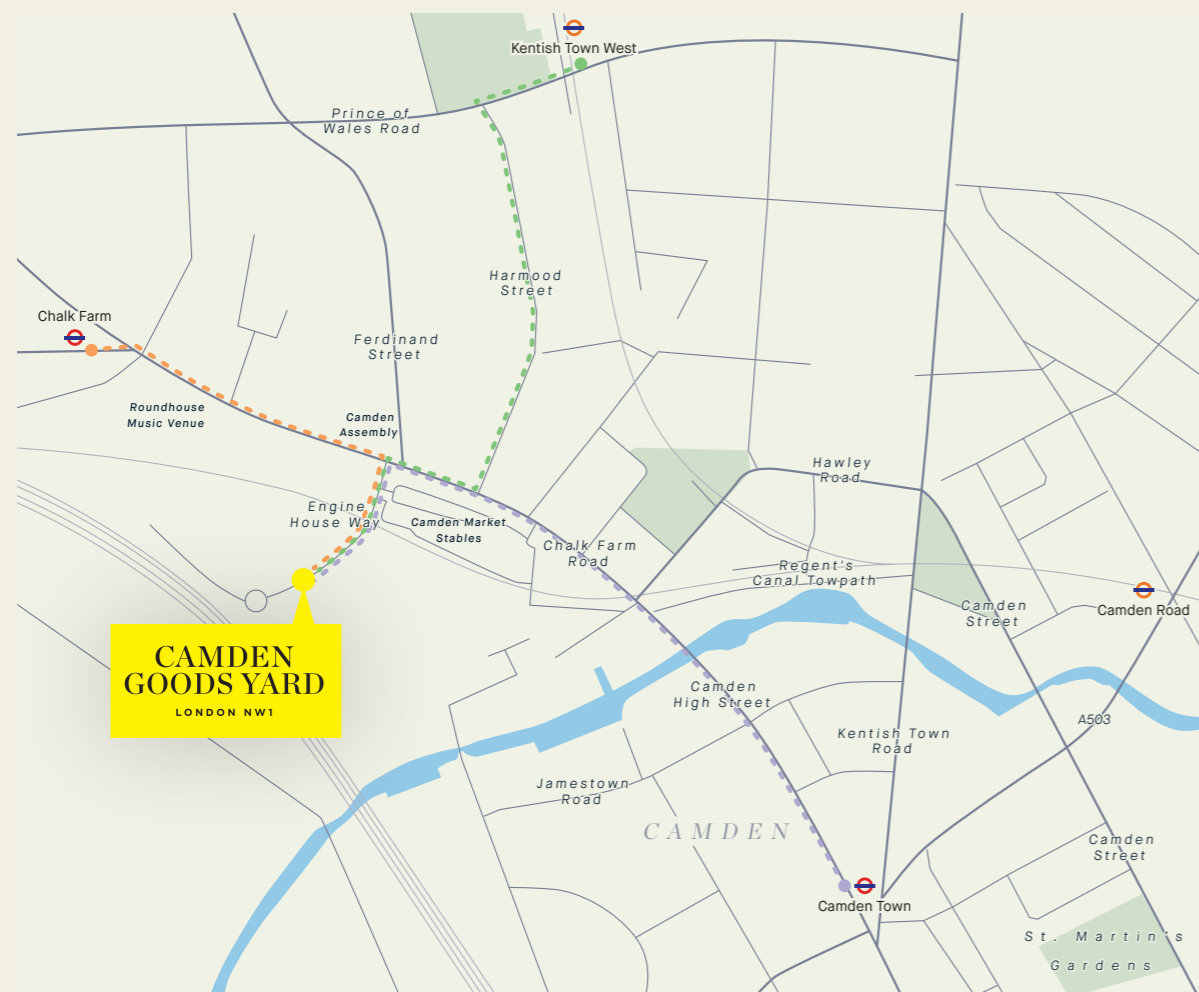 Kentish Town West
Prince of
Wales Road
Harmood
Street
Chalk Farm
Ferdinand
Street
Roundhouse
Music Venue
Camden
Assembly
Hawley
Road
Engine
House Way
Camden Market
Stables
Chalk Farm
Road
Regent's
Canal Towpath
Camden
Street
Camden Road
CAMDEN
GOODS YARD
LONDON NW1
Camden
High Street
A503
Kentish Town
Road
Jamestown
Road
CAMDEN
Camden
Street
Camden Town
St. Martin's
Gardens